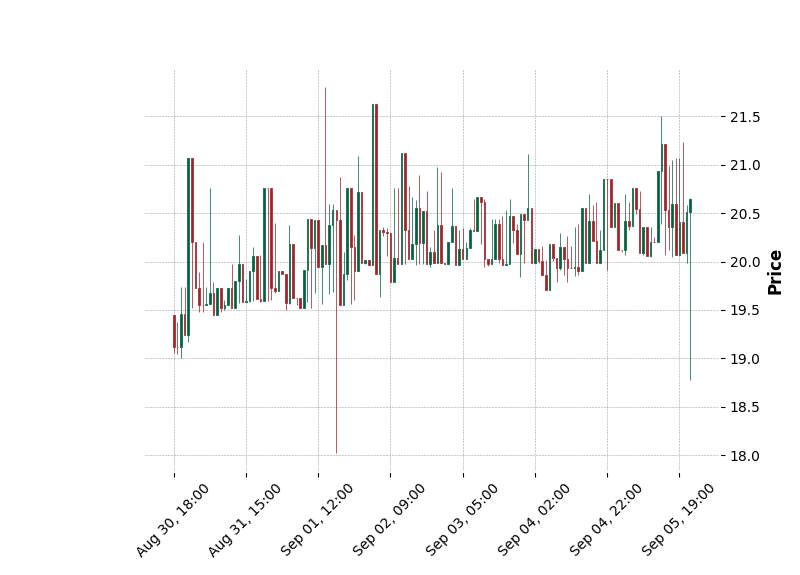 21.5
21.0
20.5
20.0
19.5
19.0
18.5
18.0
Price
Aug 30, 18:00
Aug 31, 15:00
Sep 01, 12:00
Sep 02, 09:00
Sep 03, 05:00
Sep 04, 02:00
Sep 04, 22:00
Sep 05, 19:00